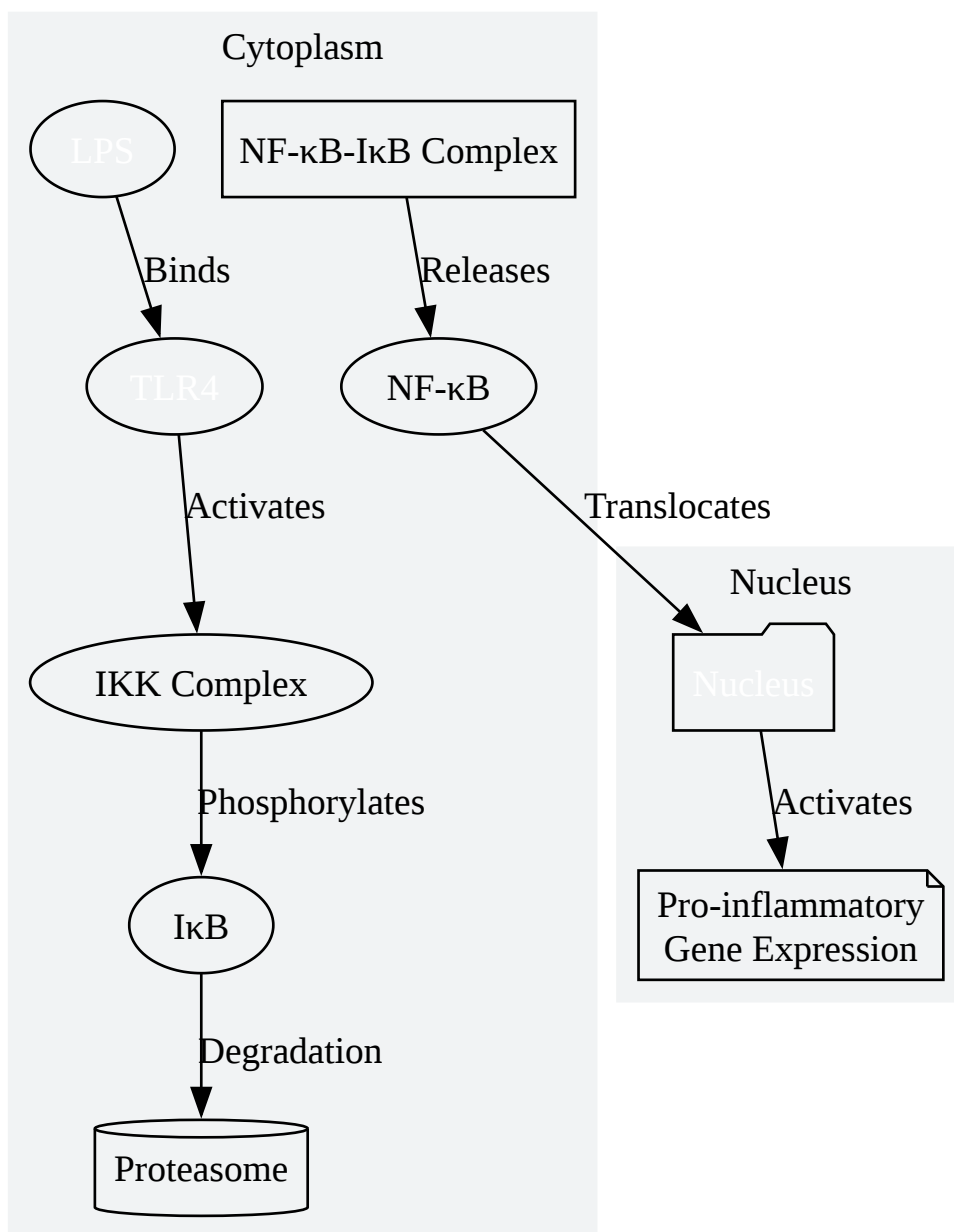 Cytoplasm
LPS
NF-κB-IκB Complex
Binds
Releases
TLR4
NF-κB
Activates
Translocates
Nucleus
IKK Complex
Nucleus
Phosphorylates
Activates
IκB
Pro-inflammatory
Gene Expression
Degradation
Proteasome